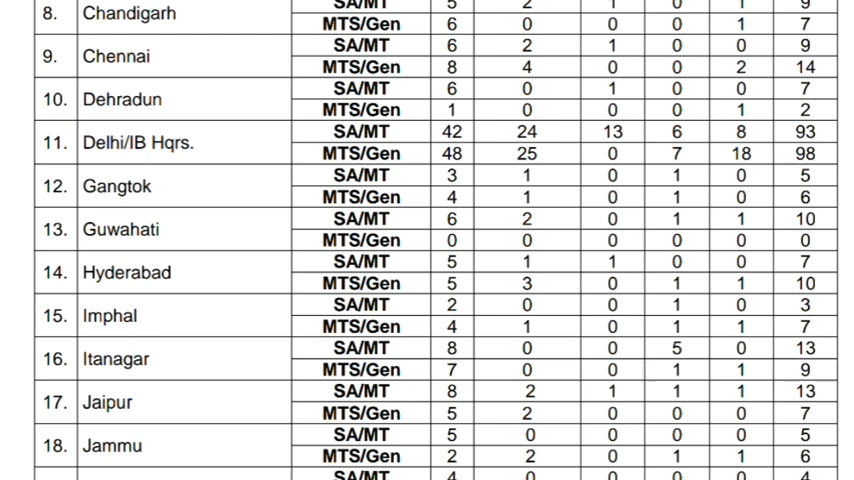 8. Chandigarh SA/MT 5 2 1 0 1 9
MTS/Gen 6 0 0 0 1 7
9. Chennai SA/MT 6 2 1 0 0 9
MTS/Gen 8 4 0 0 2 14
10. Dehradun SA/MT 6 0 1 0 0 7
MTS/Gen 1 0 0 0 1 2
11. Delhi/IB Hqrs. SA/MT 42 24 13 6 8 93
MTS/Gen 48 25 0 7 18 98
12. Gangtok SA/MT 3 1 0 1 0 5
MTS/Gen 4 1 0 1 0 6
13. Guwahati SA/MT 6 2 0 1 1 10
MTS/Gen 0 0 0 0 0 0
14. Hyderabad SA/MT 5 1 1 0 0 7
MTS/Gen 5 3 0 1 1 10
15. Imphal SA/MT 2 0 0 1 0 3
MTS/Gen 4 1 0 1 1 7
16. Itanagar SA/MT 8 0 0 5 0 13
MTS/Gen 7 0 0 1 1 9
17. Jaipur SA/MT 8 2 1 1 1 13
MTS/Gen 5 2 0 0 0 7
18. Jammu SA/MT 5 0 0 0 0 5
MTS/Gen 2 2 0 1 1 6
SA/MT 4 0 0 0 0 4